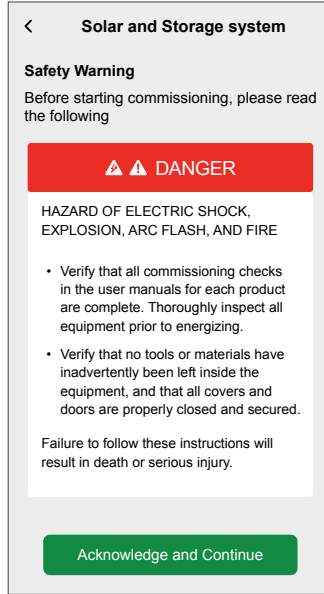 Solar and Storage system
Safety Warning
Before starting commissioning, please read
the following
DANGER
HAZARD OF ELECTRIC SHOCK,
EXPLOSION, ARC FLASH, AND FIRE
• Verify that all commissioning checks
in the user manuals for each product
are complete. Thoroughly inspect all
equipment prior to energizing.
• Verify that no tools or materials have
inadvertently been left inside the
equipment, and that all covers and
doors are properly closed and secured.
Failure to follow these instructions will
result in death or serious injury.
Acknowledge and Continue